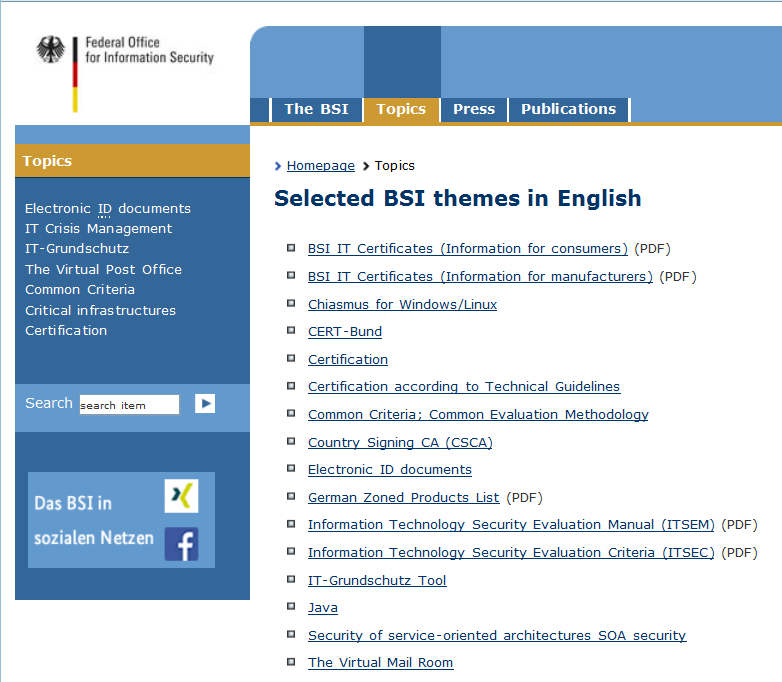 Federal Office
for Information Security
The BSI
Topics
Press
Publications
Topics
Electronic ID documents
IT Crisis Management
IT-Grundschutz
The Virtual Post Office
Common Criteria
Critical infrastructures
Certification
Search search item
Das BSI in
sozialen Netzen
Homepage Topics
Selected BSI themes in English
BSI IT Certificates (Information for consumers) (PDF)
BSI IT Certificates (Information for manufacturers) (PDF)
Chiasmus for Windows/Linux
CERT-Bund
Certification
Certification according to Technical Guidelines
Common Criteria; Common Evaluation Methodology
Country Signing CA (CSCA)
Electronic ID documents
German Zoned Products List (PDF)
Information Technology Security Evaluation Manual (ITSEM) (PDF)
Information Technology Security Evaluation Criteria (ITSEC) (PDF)
IT-Grundschutz Tool
Java
Security of service-oriented architectures SOA security
The Virtual Mail Room